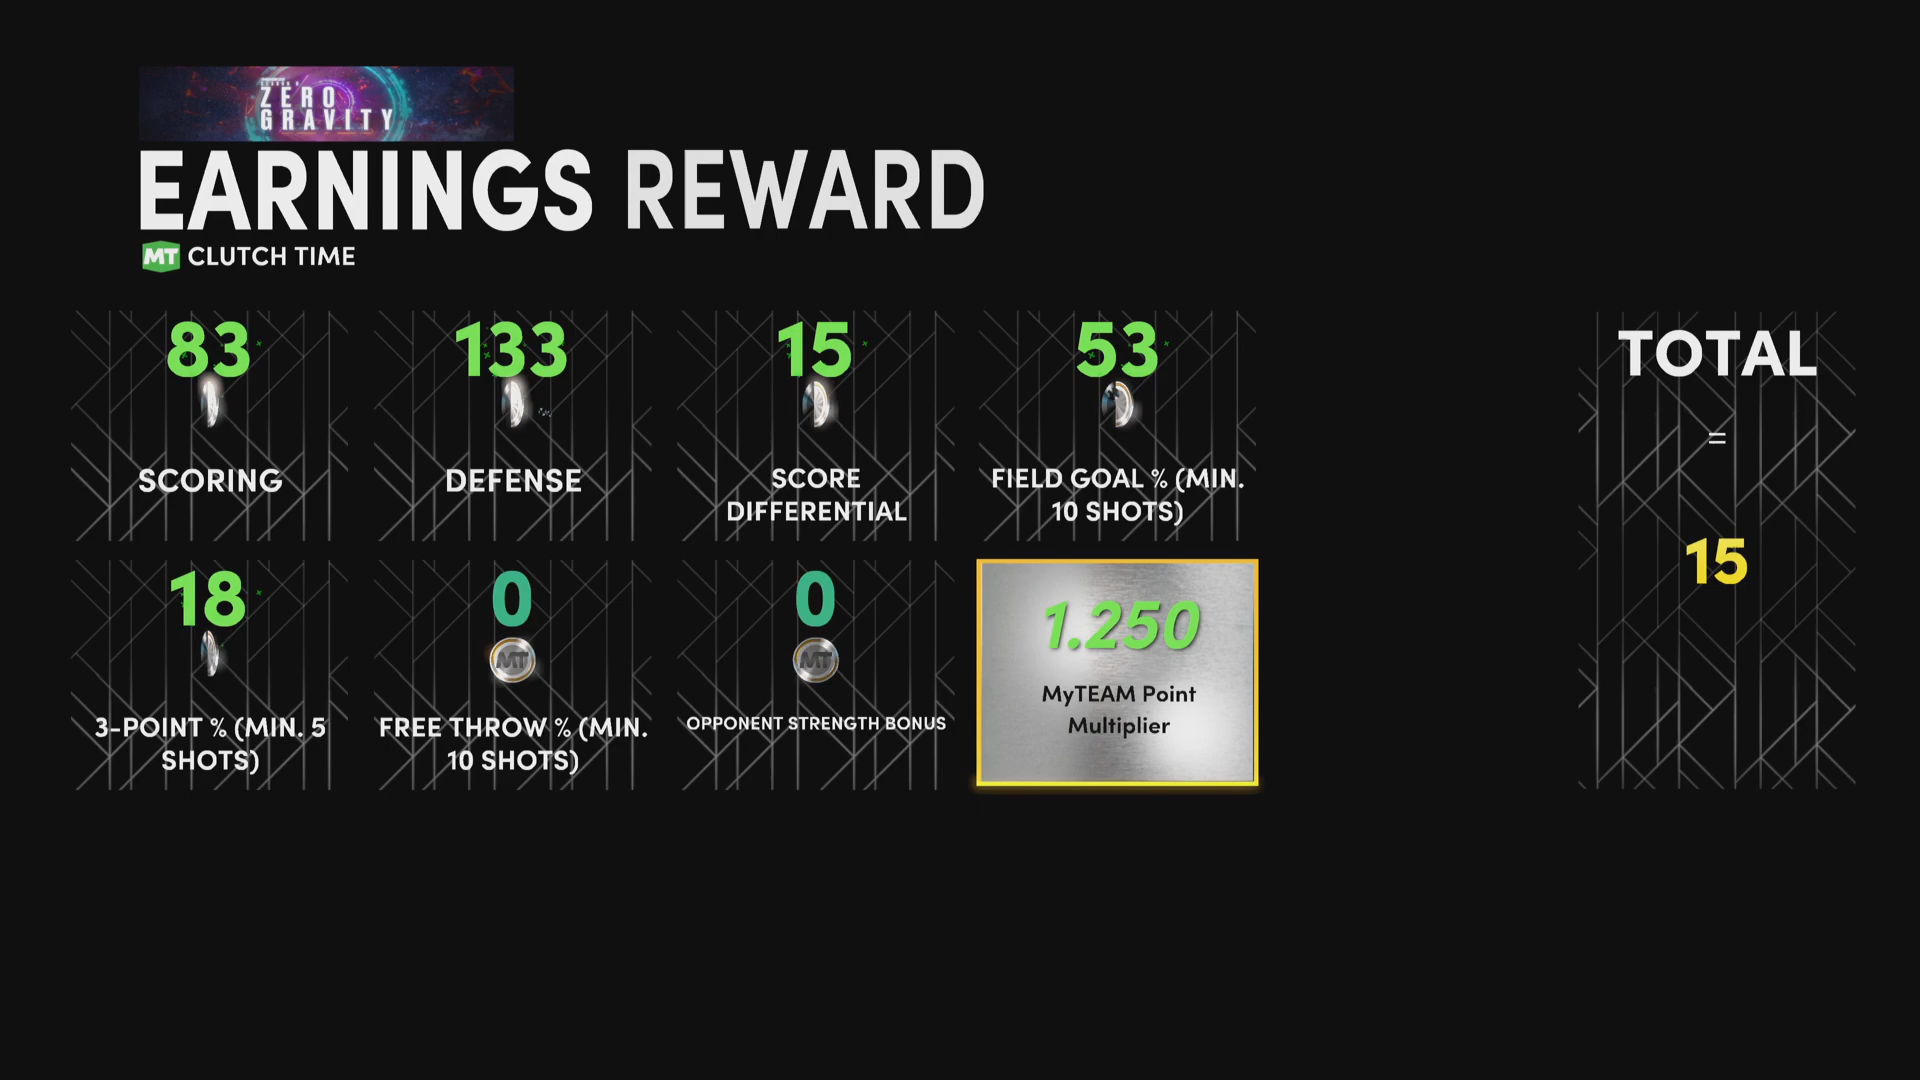 ZERO
GRAVITY
EARNINGS REWARD
MT CLUTCH TIME
83
SCORING
133
DEFENSE
15
SCORE
DIFFERENTIAL
53
FIELD GOAL % (MIN.
10 SHOTS)
18
3-POINT % (MIN. 5
SHOTS)
0
MT
FREE THROW % (MIN.
10 SHOTS)
0
MT
OPPONENT STRENGTH BONUS
1.250
MyTEAM Point
Multiplier
TOTAL
=
15